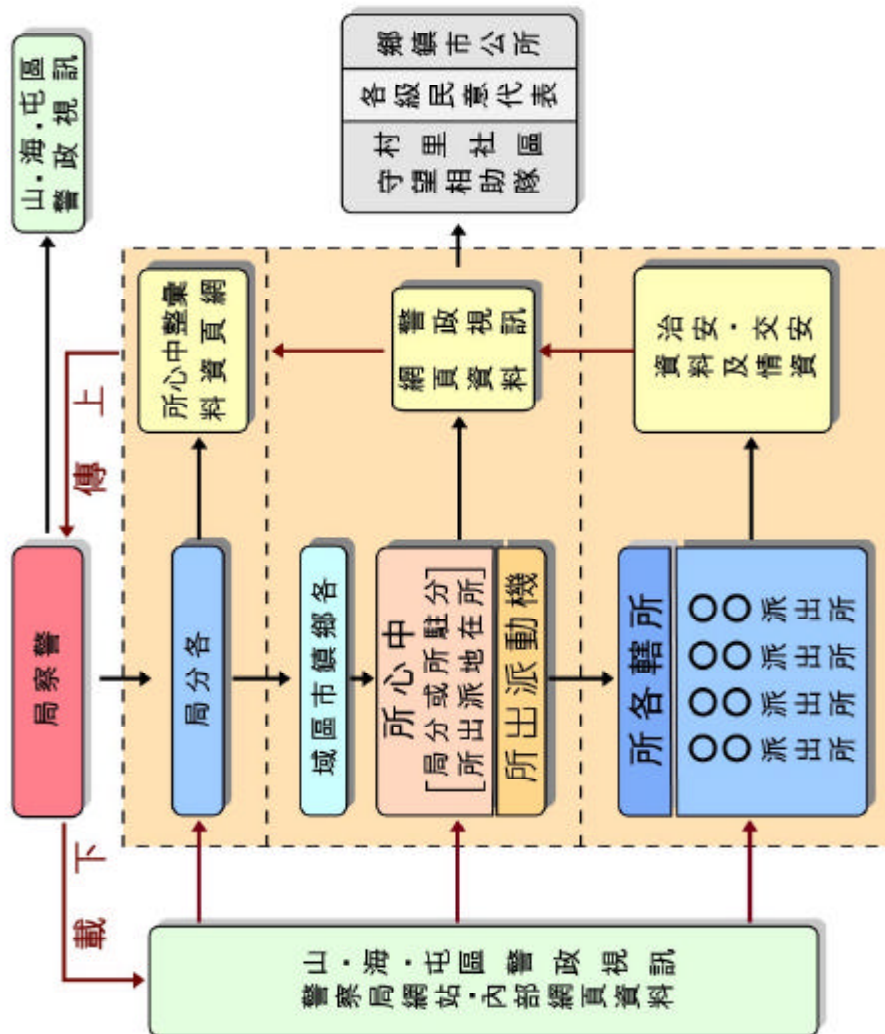 山‧海‧屯區
警政視訊
鄉鎮市公所
各級民意代表
村里社區
守望相助隊
彙整中心所
網頁資料
警政視訊
網頁資料
治安‧交安
資料及情資
上傳
警察局
各分局
各鄉鎮市區域
中心所
[分駐所或分局
所在地派出所]
機動派出所
所轄各所
○○派出所
○○派出所
○○派出所
○○派出所
下載
山‧海‧屯區警政視訊
警察局網站‧內部網頁資料